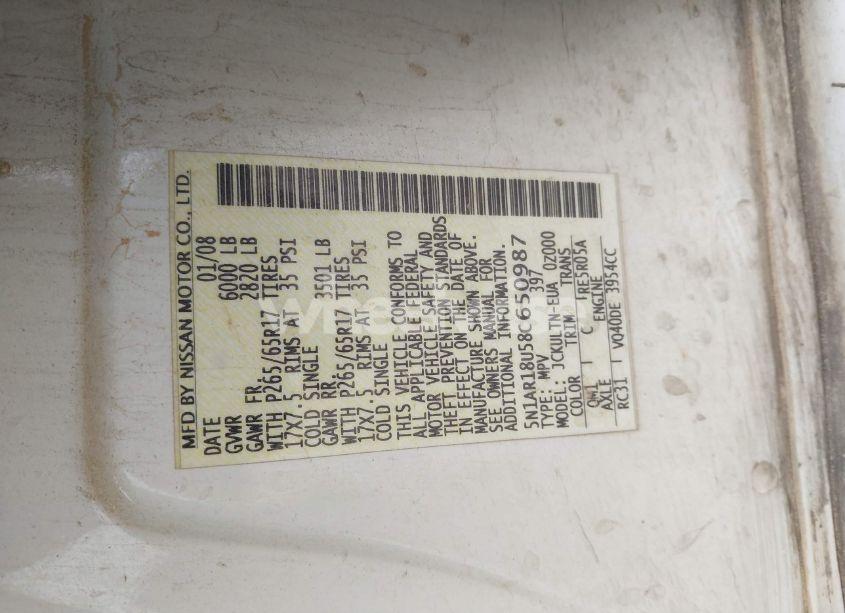 MFD BY NISSAN MOTOR CO., LTD.
DATE 01/08
GVWR 6000 LB
GAWR FR. 2820 LB
WITH P265/65R17 TIRES
17X7.5 RIMS AT 35 PSI
COLD SINGLE
GAWR RR 3501 LB
WITH P265/65R17 TIRES
17X7.5 RIMS AT 35 PSI
COLD SINGLE
THIS VEHICLE CONFORMS TO
ALL APPLICABLE FEDERAL
MOTOR VEHICLE SAFETY AND
THEFT PREVENTION STANDARDS
IN EFFECT ON THE DATE OF
MANUFACTURE SHOWN ABOVE.
SEE OWNERS MANUAL FOR
ADDITIONAL INFORMATION.
5N1AR18U58C650987
TYPE: MPV 397
MODEL: JCKULTN-EUA 0Z000
COLOR TRIM TRANS
QM1 C RE5R05A
AXLE ENGINE
RC31 VQ40DE 3954CC